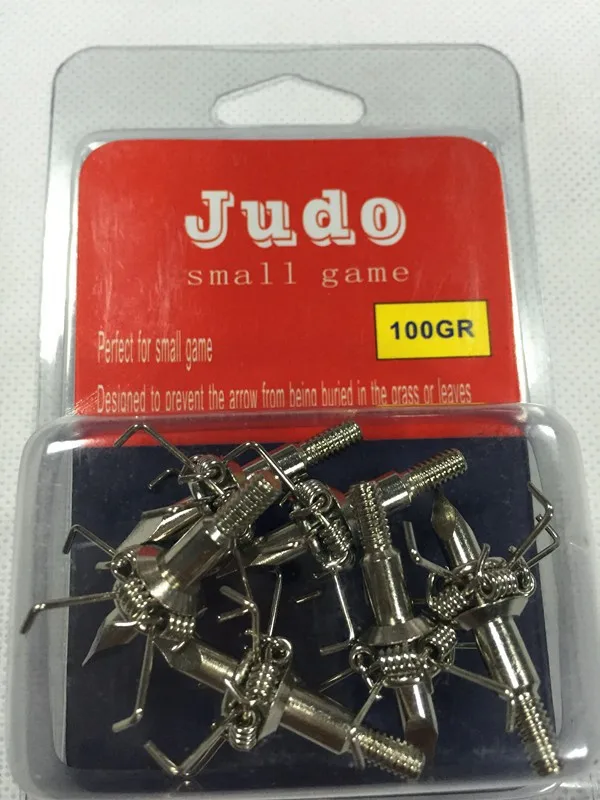 Judo
small game
100GR
Perfect for small game
Designed to prevent the arrow from being buried in the grass or leaves